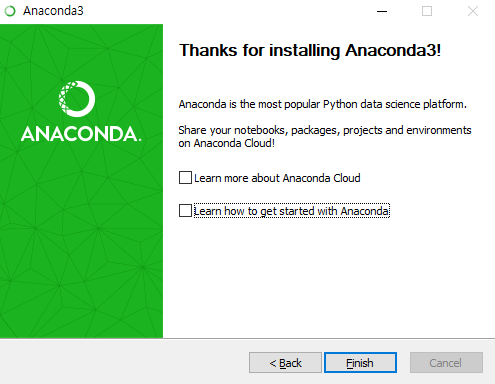 Anaconda3
Thanks for installing Anaconda3!
Anaconda is the most popular Python data science platform.
Share your notebooks, packages, projects and environments
on Anaconda Cloud!
ANACONDA.
Learn more about Anaconda Cloud
Learn how to get started with Anaconda
< Back
Finish
Cancel